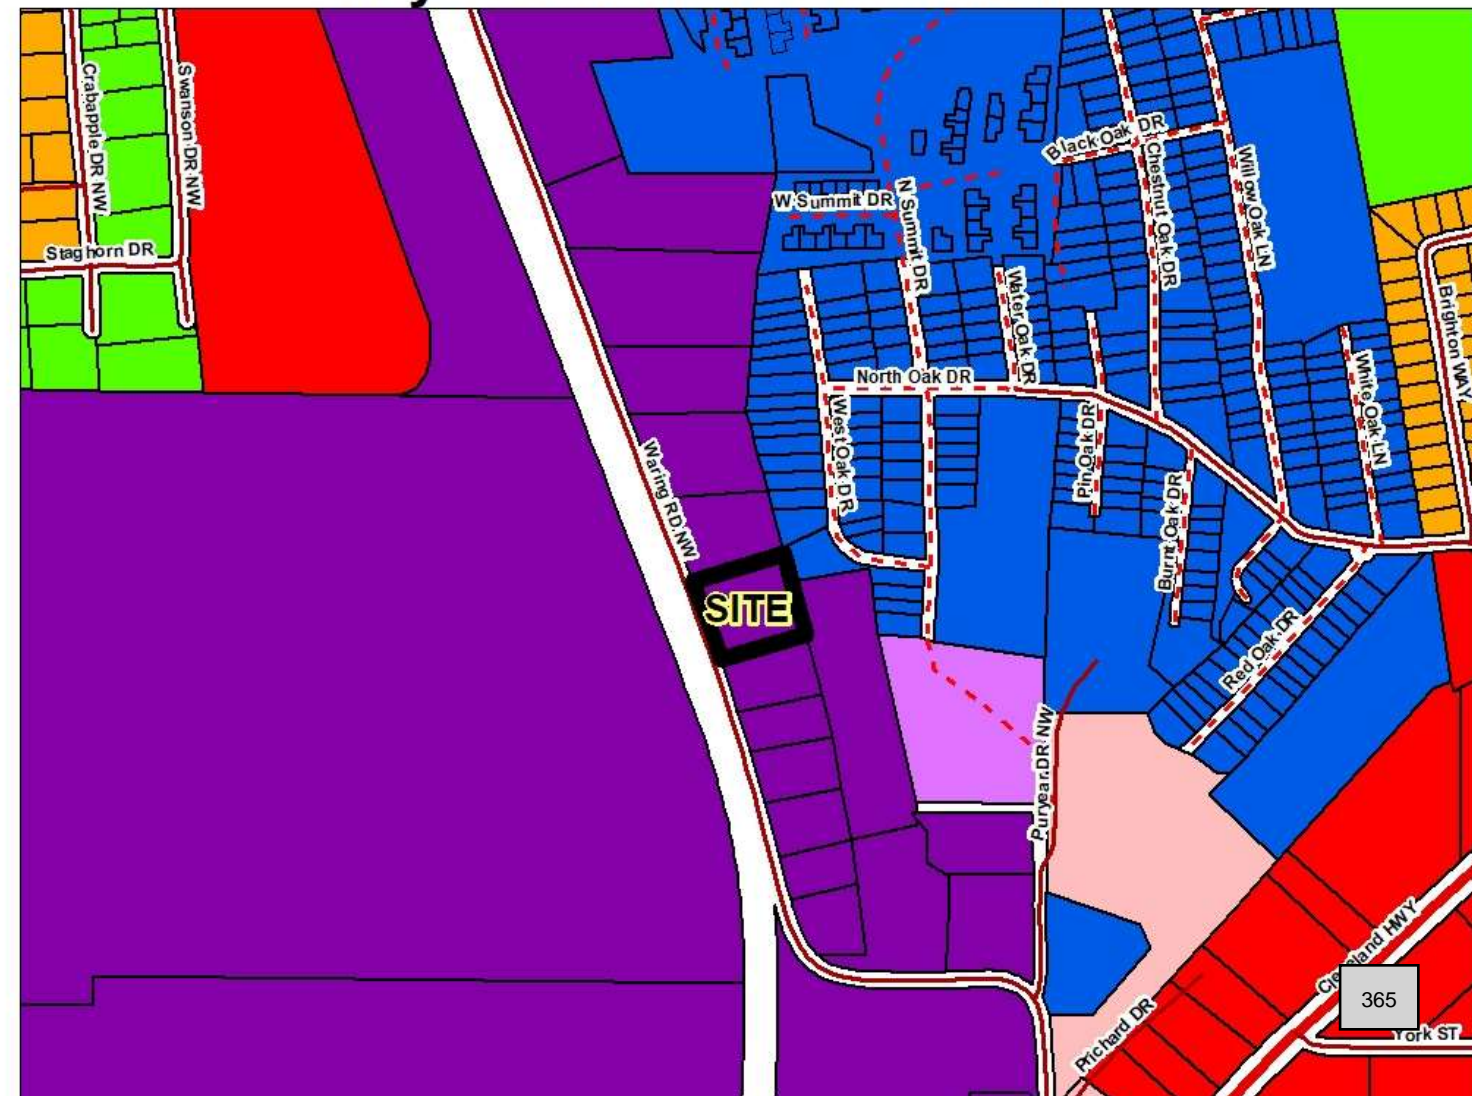 Crabapple DR NW
Swanson DR NW
Staghorn DR
Black Oak DR
Chestnut Oak DR
Willow Oak LN
W Summit DR
N Summit DR
Water Oak DR
Brighton WAY
North Oak DR
White Oak LN
West Oak DR
Pin Oak DR
Waring RD NW
Burnt Oak DR
SITE
Red Oak DR
Puryear DR NW
Cleveland HWY
365
Prichard DR
York ST